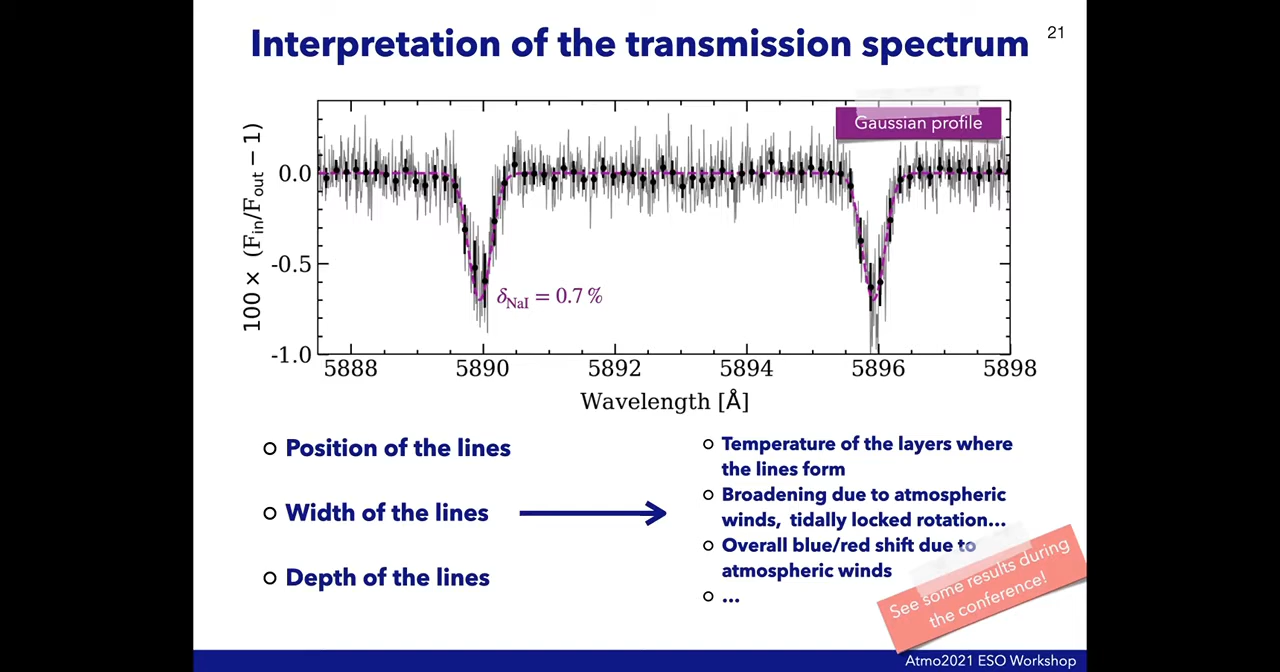 Interpretation of the transmission spectrum
21
Gaussian profile
100 × (Fin/Fout − 1)
0.0
-0.5
-1.0
δNaI = 0.7 %
5888 5890 5892 5894 5896 5898
Wavelength [Å]
Position of the lines
Width of the lines
Depth of the lines
Temperature of the layers where
the lines form
Broadening due to atmospheric
winds, tidally locked rotation...
Overall blue/red shift due to
atmospheric winds
...
See some results during
the conference!
Atmo2021 ESO Workshop